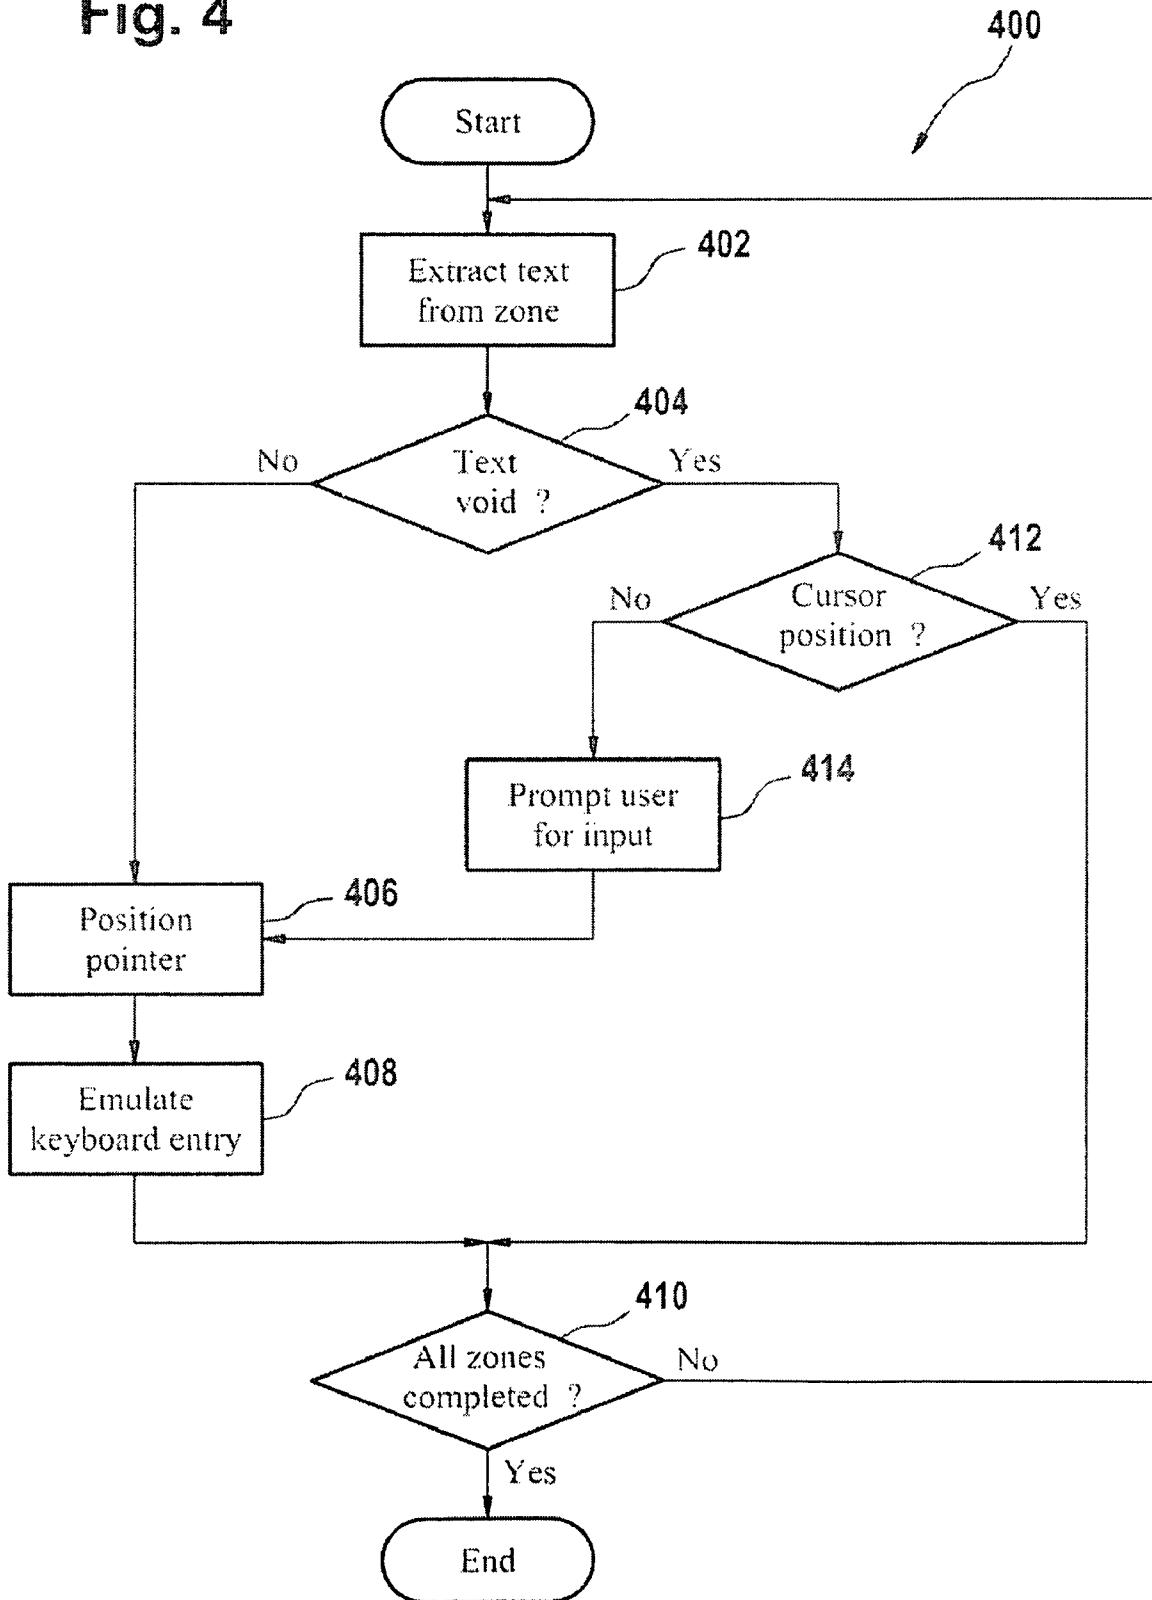 Fig. 4
400
Start
402
Extract text
from zone
404
No
Text
void ?
Yes
412
No
Cursor
position ?
Yes
414
Prompt user
for input
406
Position
pointer
408
Emulate
keyboard entry
410
All zones
completed ?
No
Yes
End